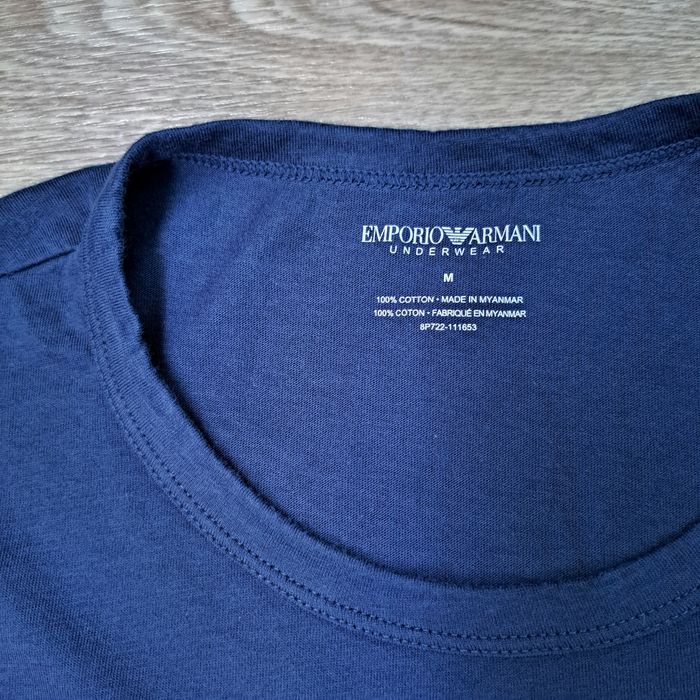 EMPORIO ARMANI
UNDERWEAR
M
100% COTTON • MADE IN MYANMAR
100% COTON • FABRIQUÉ EN MYANMAR
8P722-111653